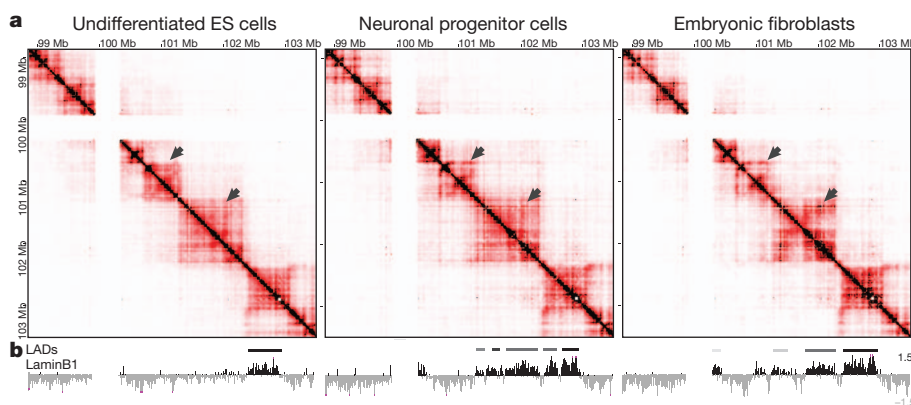 a
Undifferentiated ES cells
Neuronal progenitor cells
Embryonic fibroblasts
99 Mb 100 Mb 101 Mb 102 Mb 103 Mb
99 Mb 100 Mb 101 Mb 102 Mb 103 Mb
99 Mb 100 Mb 101 Mb 102 Mb 103 Mb
99 Mb
100 Mb
101 Mb
102 Mb
103 Mb
b
LADs
LaminB1
1.5